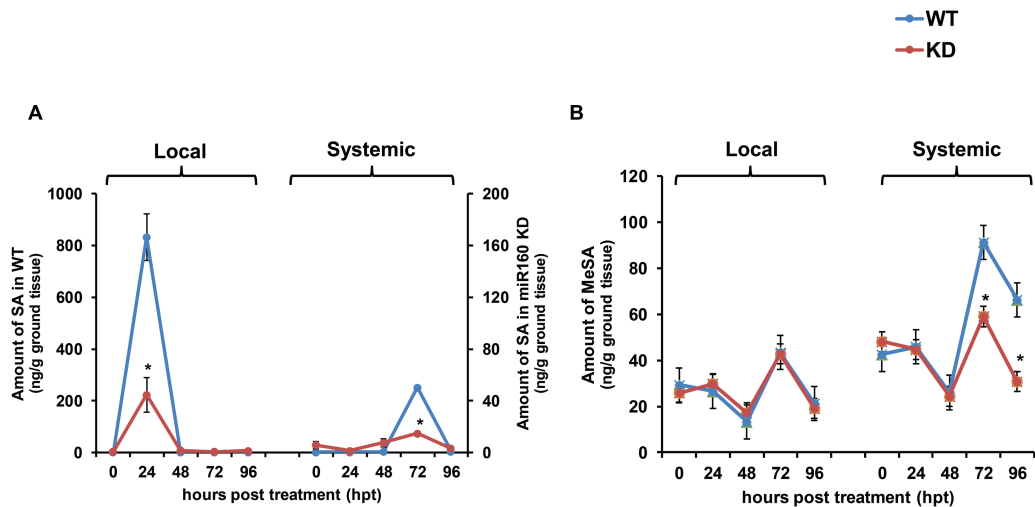 WT
KD
A
Local
Systemic
Amount of SA in WT
(ng/g ground tissue)
1000
800
600
400
200
0
*
*
200
160
120
80
40
0
Amount of SA in miR160 KD
(ng/g ground tissue)
0 24 48 72 96 0 24 48 72 96
hours post treatment (hpt)
B
Local
Systemic
Amount of MeSA
(ng/g ground tissue)
120
100
80
60
40
20
0
*
*
0 24 48 72 96 0 24 48 72 96
hours post treatment (hpt)